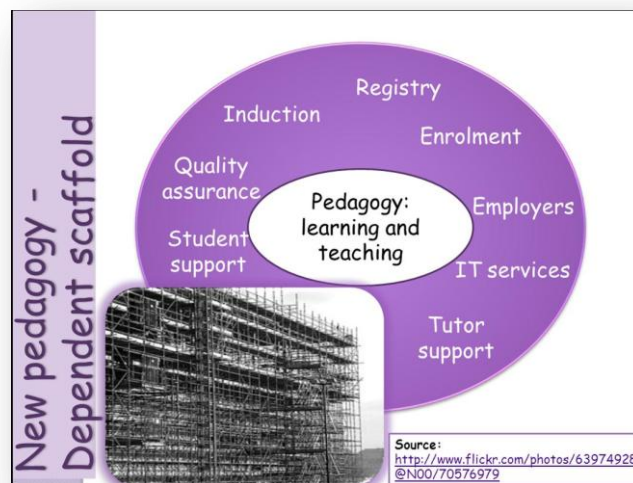 New pedagogy -
Dependent scaffold
Registry
Induction
Enrolment
Quality
assurance
Pedagogy:
learning and
teaching
Employers
Student
support
IT services
Tutor
support
Source:
http://www.flickr.com/photos/63974928
@N00/70576979